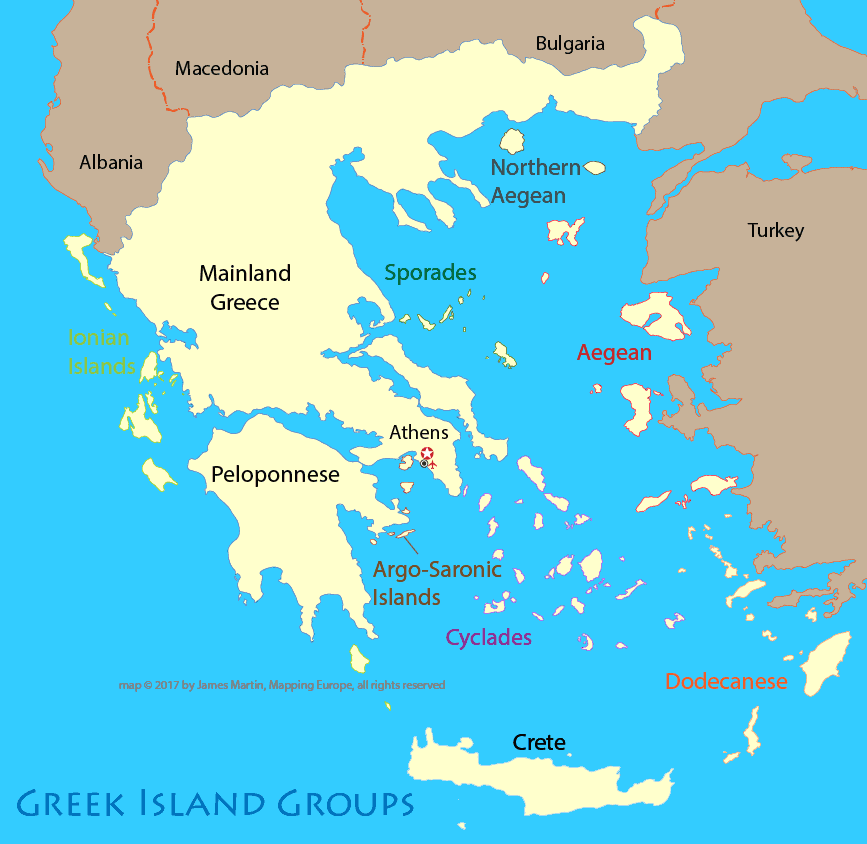 Bulgaria
Macedonia
Albania
Northern
Aegean
Turkey
Mainland
Greece
Sporades
Ionian
Islands
Aegean
Athens
Peloponnese
Argo-Saronic
Islands
Cyclades
Dodecanese
map © 2017 by James Martin, Mapping Europe, all rights reserved
Crete
Greek Island Groups